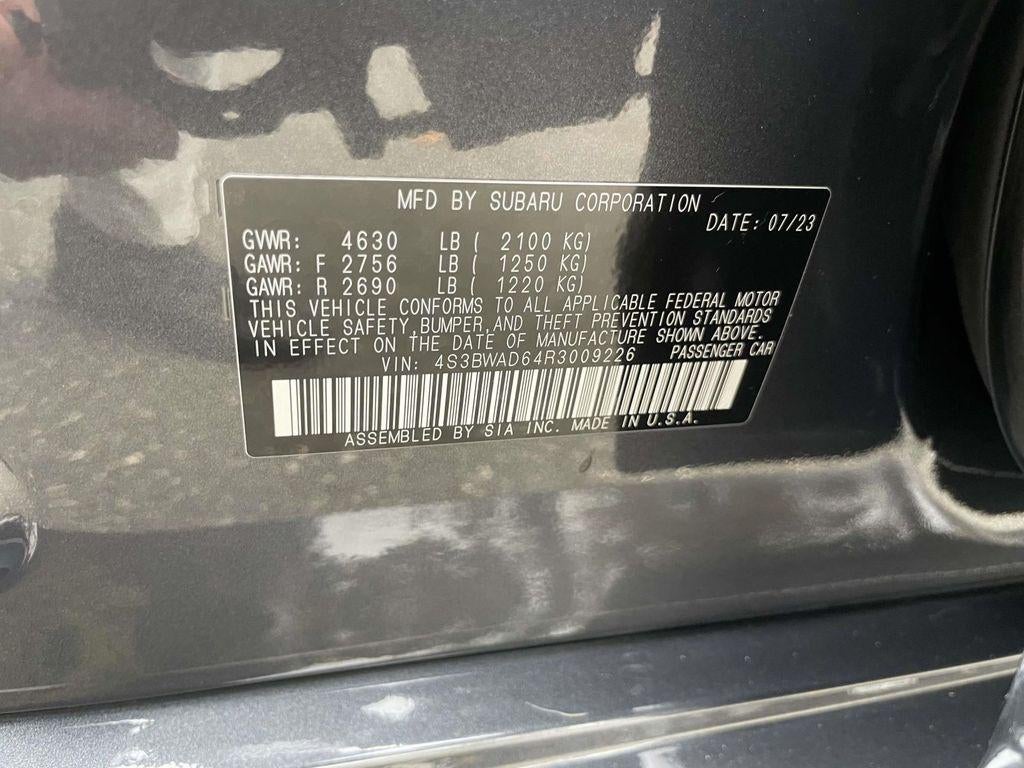 MFD BY SUBARU CORPORATION
DATE: 07/23
GVWR: 4630 LB ( 2100 KG)
GAWR: F 2756 LB ( 1250 KG)
GAWR: R 2690 LB ( 1220 KG)
THIS VEHICLE CONFORMS TO ALL APPLICABLE FEDERAL MOTOR
VEHICLE SAFETY, BUMPER, AND THEFT PREVENTION STANDARDS
IN EFFECT ON THE DATE OF MANUFACTURE SHOWN ABOVE.
VIN: 4S3BWAD64R3009226 PASSENGER CAR
ASSEMBLED BY SIA INC. MADE IN U.S.A.